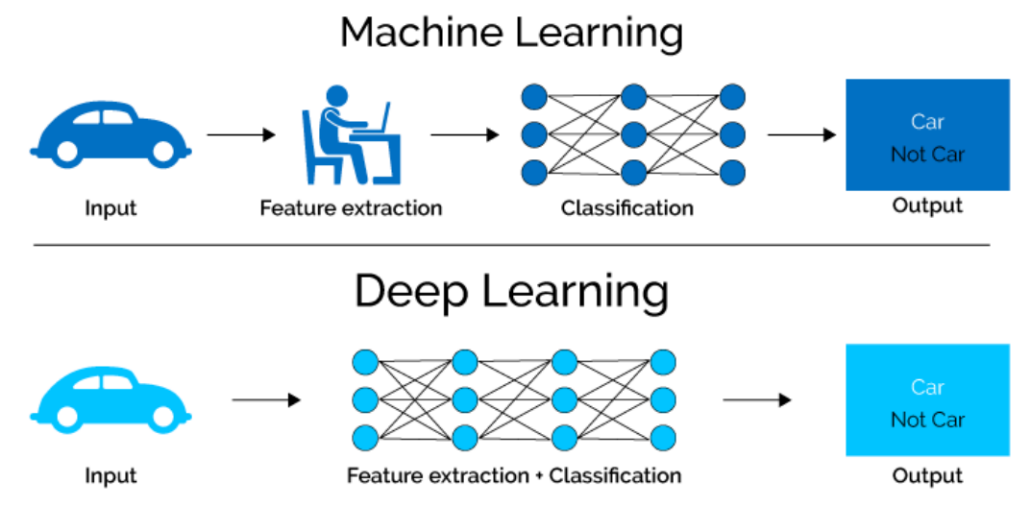 Machine Learning
Car
Not Car
Input
Feature extraction
Classification
Output
Deep Learning
Car
Not Car
Input
Feature extraction + Classification
Output